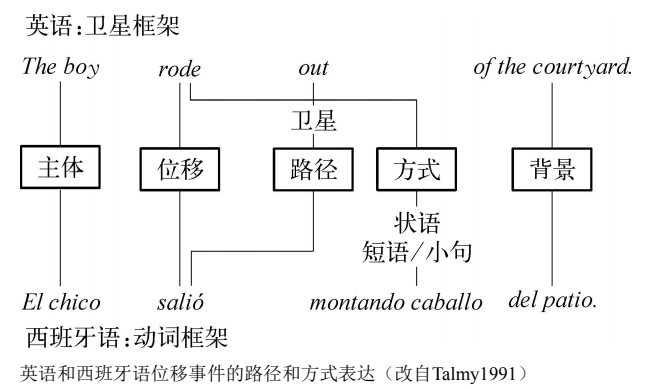 英语:卫星框架
The boy rode out of the courtyard.
卫星
主体 位移 路径 方式 背景
状语
短语/小句
El chico salió montando caballo del patio.
西班牙语:动词框架
英语和西班牙语位移事件的路径和方式表达（改自Talmy1991）